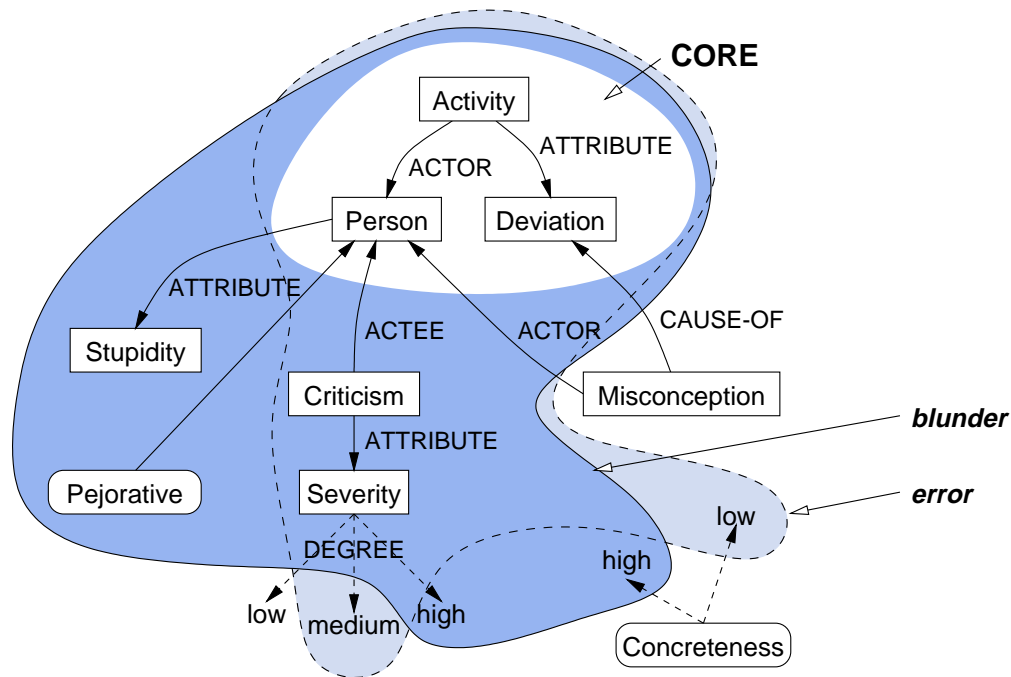 CORE
Activity
ATTRIBUTE
ACTOR
Person
Deviation
ATTRIBUTE
ACTEE
ACTOR
CAUSE-OF
Stupidity
Criticism
Misconception
blunder
ATTRIBUTE
Pejorative
Severity
error
low
DEGREE
high
low
medium
high
Concreteness